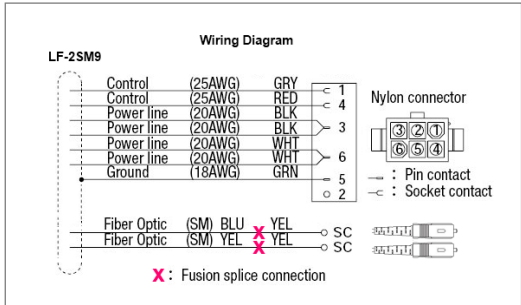 Wiring Diagram
LF-2SM9
Control (25AWG) GRY 1
Control (25AWG) RED 4
Power line (20AWG) BLK
Power line (20AWG) BLK 3
Power line (20AWG) WHT
Power line (20AWG) WHT 6
Ground (18AWG) GRN 5
2
Nylon connector
3 2 1
6 5 4
: Pin contact
: Socket contact
Fiber Optic (SM) BLU X YEL SC
Fiber Optic (SM) YEL X YEL SC
X : Fusion splice connection